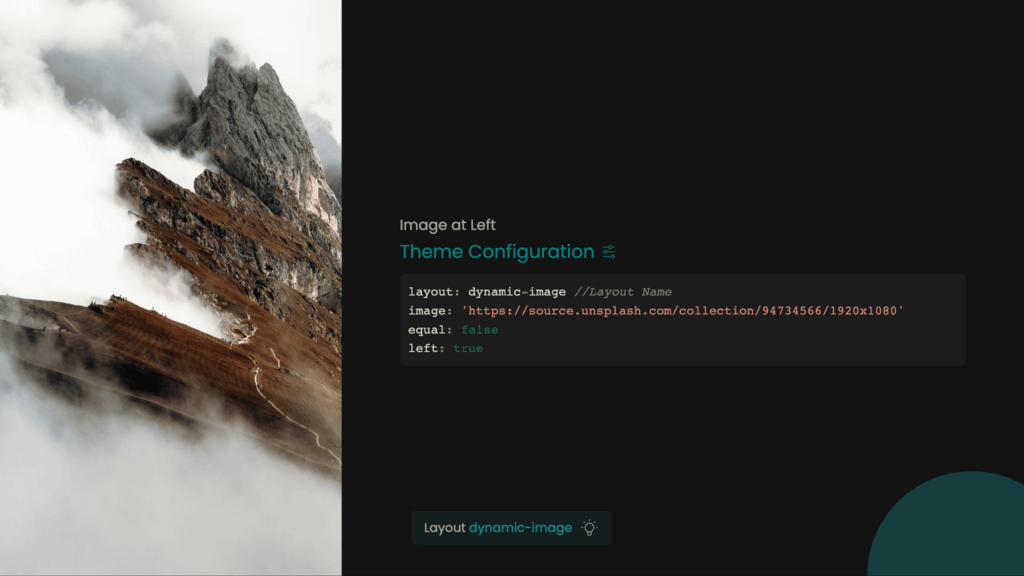 Image at Left
Theme Configuration
layout: dynamic-image //Layout Name
image: 'https://source.unsplash.com/collection/94734566/1920x1080'
equal: false
left: true
Layout dynamic-image